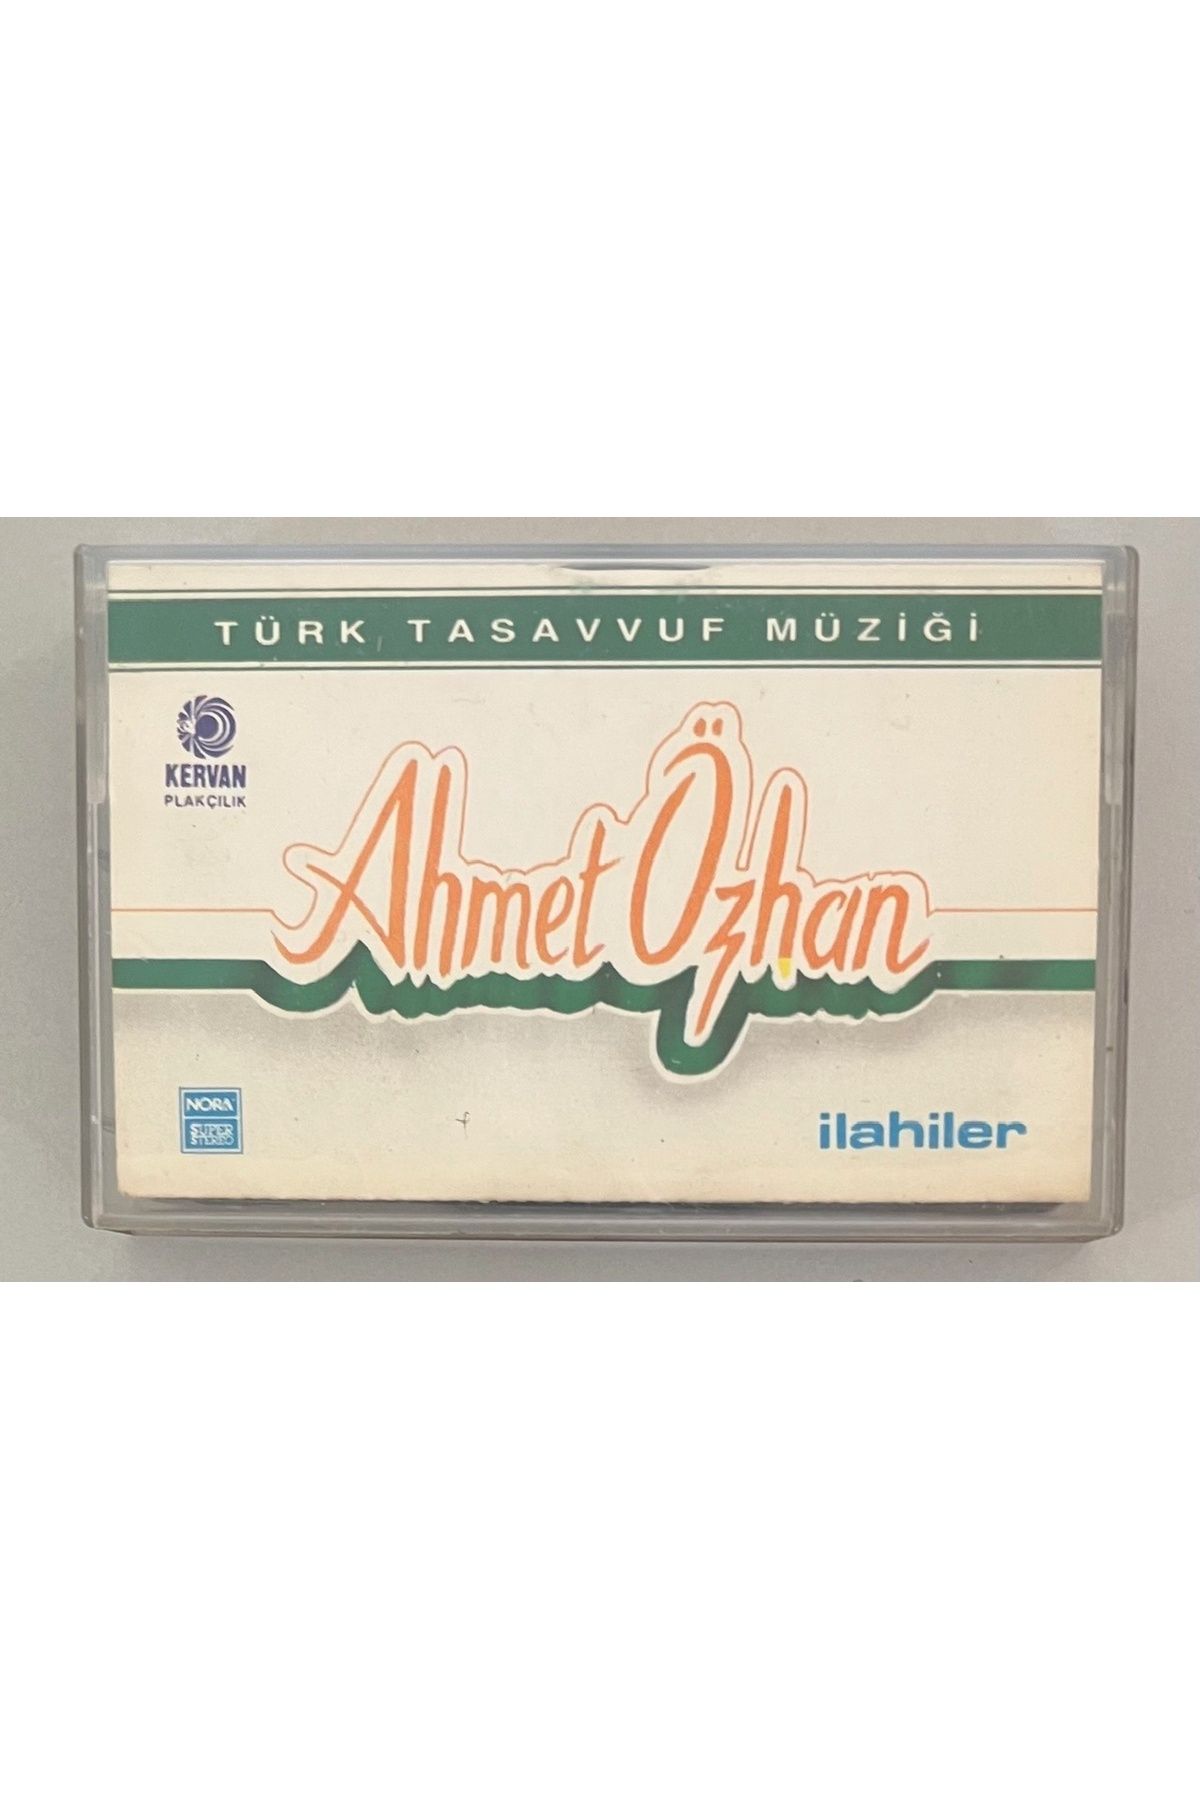 TÜRK TASAVVUF MÜZİĞİ
KERVAN
PLAKÇILIK
Ahmet Özhan
NORA
SUPER
STEREO
ilahiler